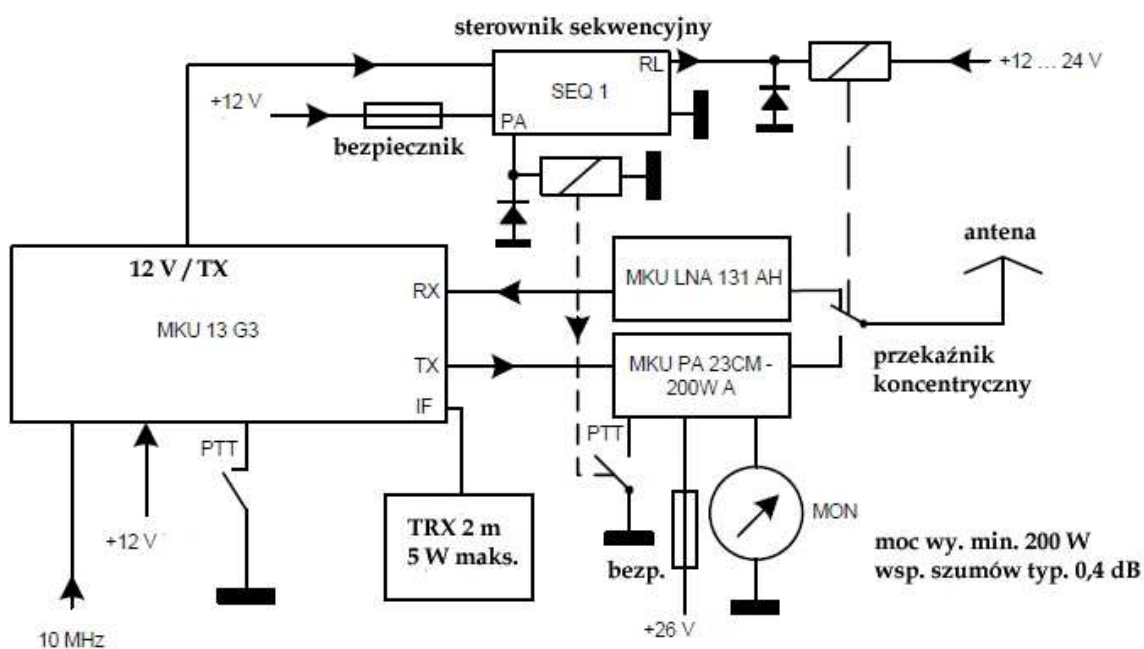 sterownik sekwencyjny
RL
SEQ 1
PA
+12 ... 24 V
+12 V
bezpiecznik
12 V / TX
MKU 13 G3
RX
TX
IF
MKU LNA 131 AH
MKU PA 23CM -
200W A
antena
przekaźnik
koncentryczny
PTT
PTT
+12 V
10 MHz
TRX 2 m
5 W maks.
bezp.
+26 V
MON
moc wy. min. 200 W
wsp. szumów typ. 0,4 dB